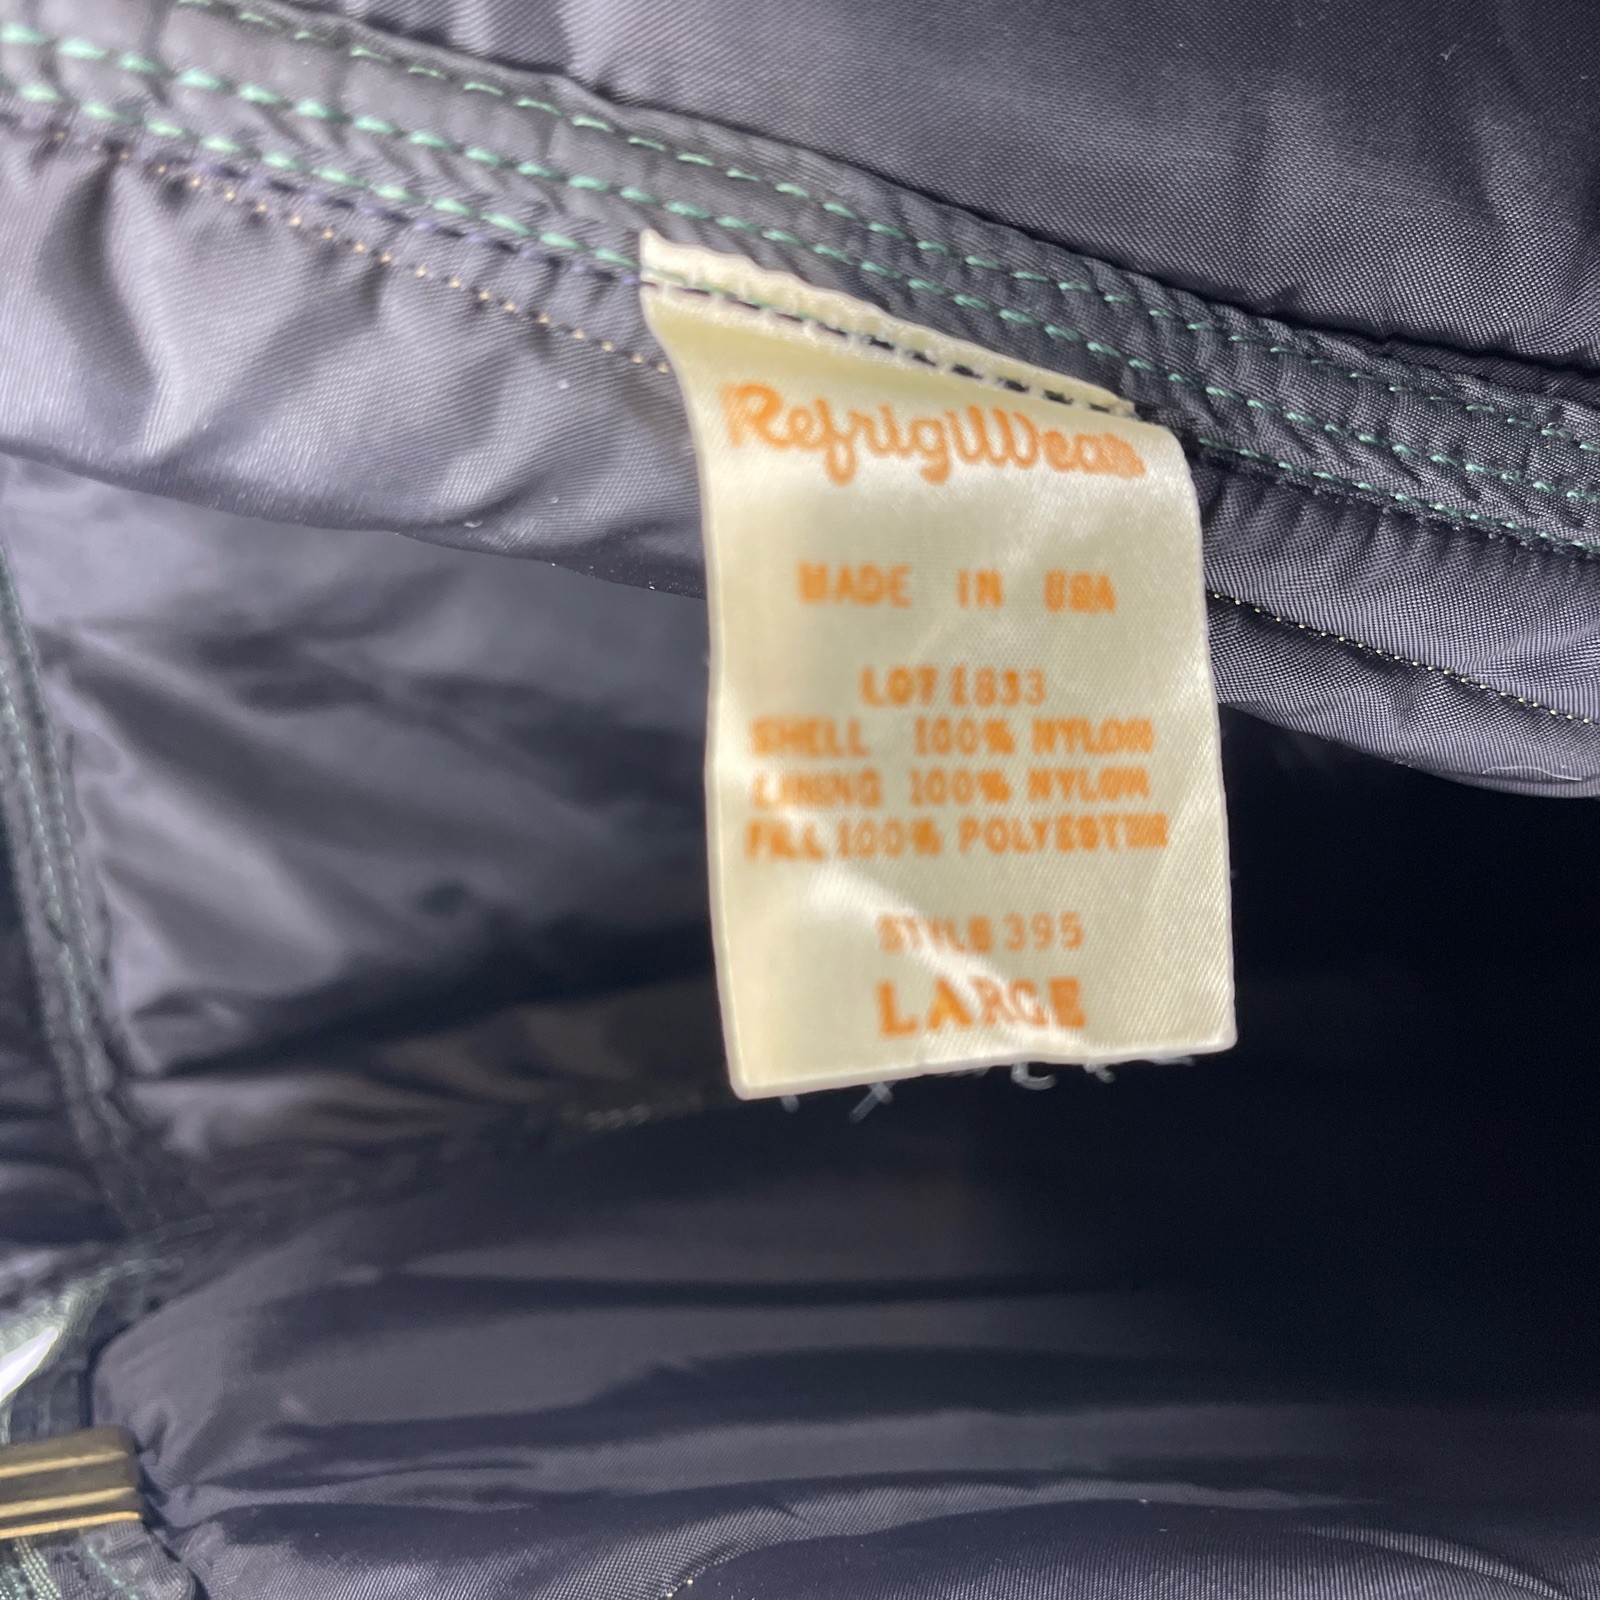 RefrigiWear
MADE IN USA
LOT 1833
SHELL 100% NYLON
LINING 100% NYLON
FILL 100% POLYESTER
STYLE 395
LARGE